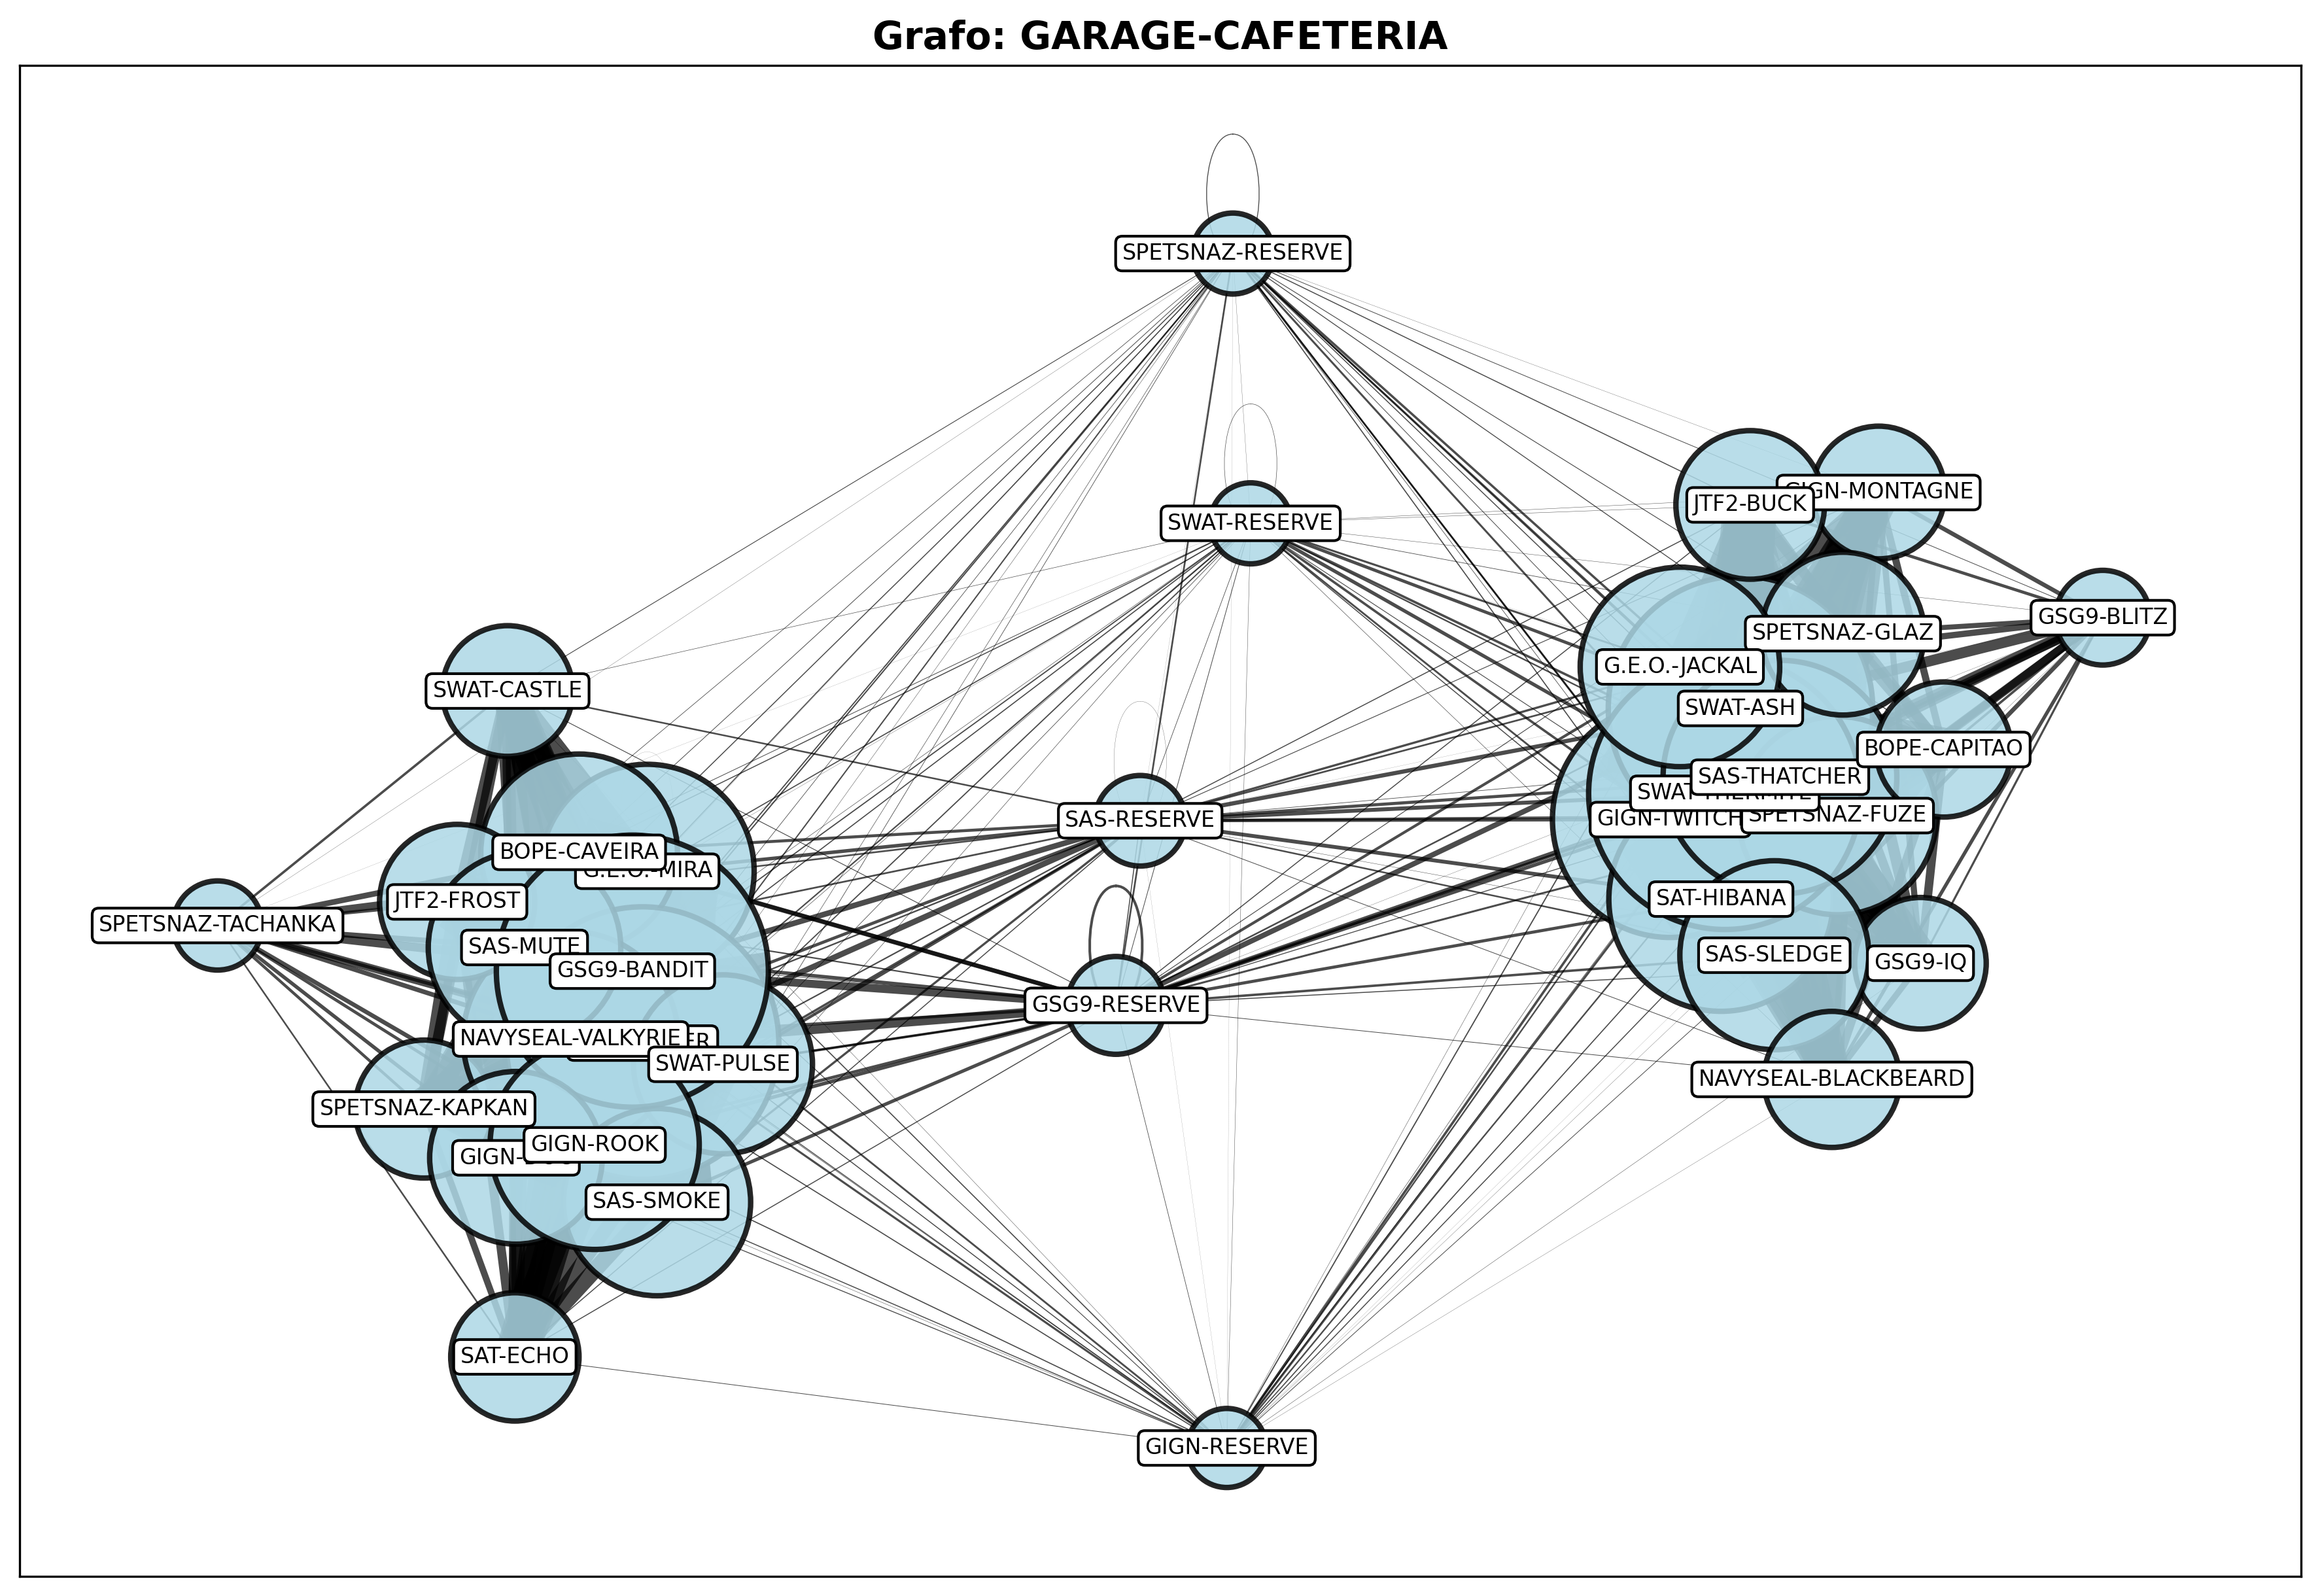 Grafo: GARAGE-CAFETERIA
SPETSNAZ-RESERVE
GIGN-MONTAGNE
JTF2-BUCK
SWAT-RESERVE
GSG9-BLITZ
SPETSNAZ-GLAZ
G.E.O.-JACKAL
SWAT-CASTLE
SWAT-ASH
BOPE-CAPITAO
SAS-THATCHER
SWAT-THERMITE
GIGN-TWITCH
SPETSNAZ-FUZE
SAS-RESERVE
BOPE-CAVEIRA
G.E.O.-MIRA
SAT-HIBANA
JTF2-FROST
SPETSNAZ-TACHANKA
SAS-MUTE
SAS-SLEDGE
GSG9-IQ
GSG9-BANDIT
GSG9-RESERVE
NAVYSEAL-VALKYRIE
SWAT-PULSE
NAVYSEAL-BLACKBEARD
SPETSNAZ-KAPKAN
GIGN-ROOK
GIGN-
SAS-SMOKE
SAT-ECHO
GIGN-RESERVE